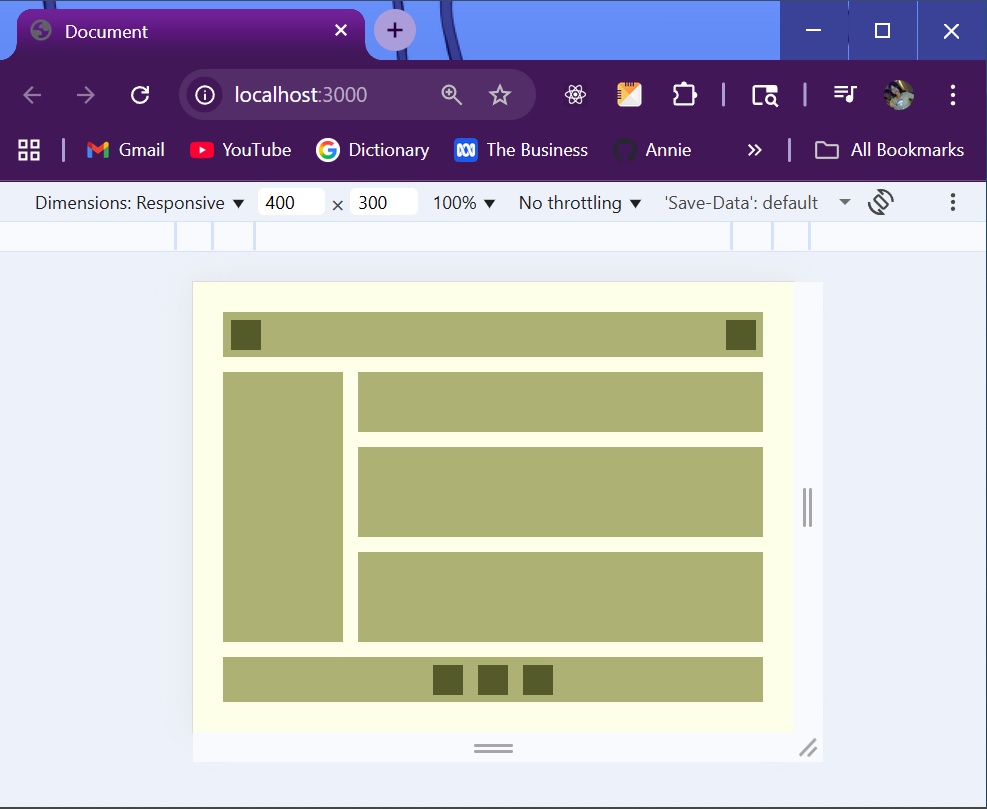 Document
localhost:3000
Gmail YouTube Dictionary The Business Annie All Bookmarks
Dimensions: Responsive ▼ 400 × 300 100% ▼ No throttling ▼ 'Save-Data': default